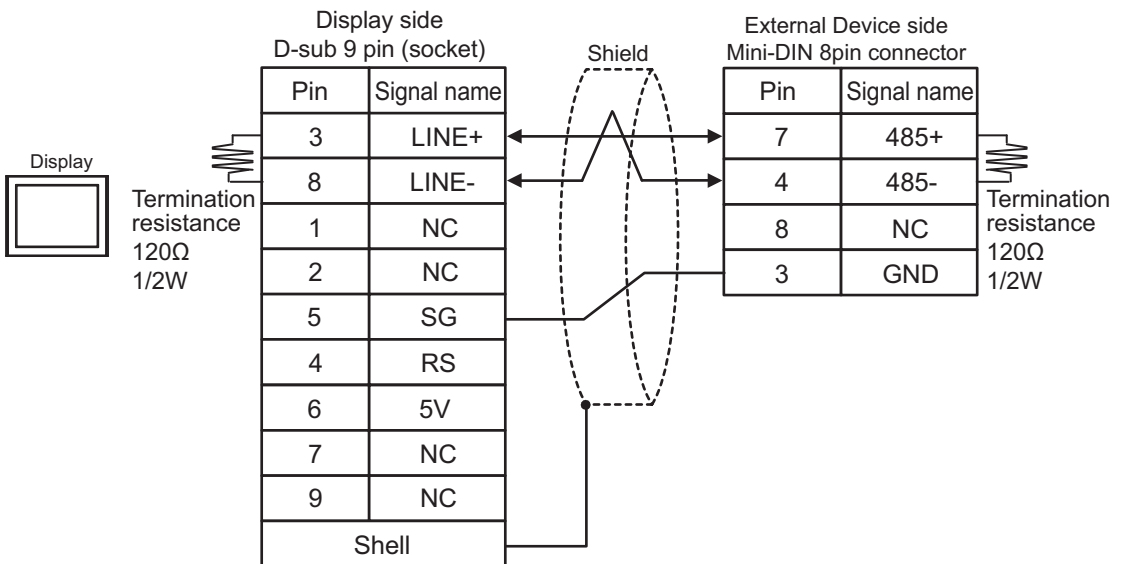 Display side
D-sub 9 pin (socket)
Shield
External Device side
Mini-DIN 8pin connector
Display
Termination
resistance
120Ω
1/2W
Pin Signal name
3 LINE+
8 LINE-
1 NC
2 NC
5 SG
4 RS
6 5V
7 NC
9 NC
Shell
Pin Signal name
7 485+
4 485-
8 NC
3 GND
Termination
resistance
120Ω
1/2W